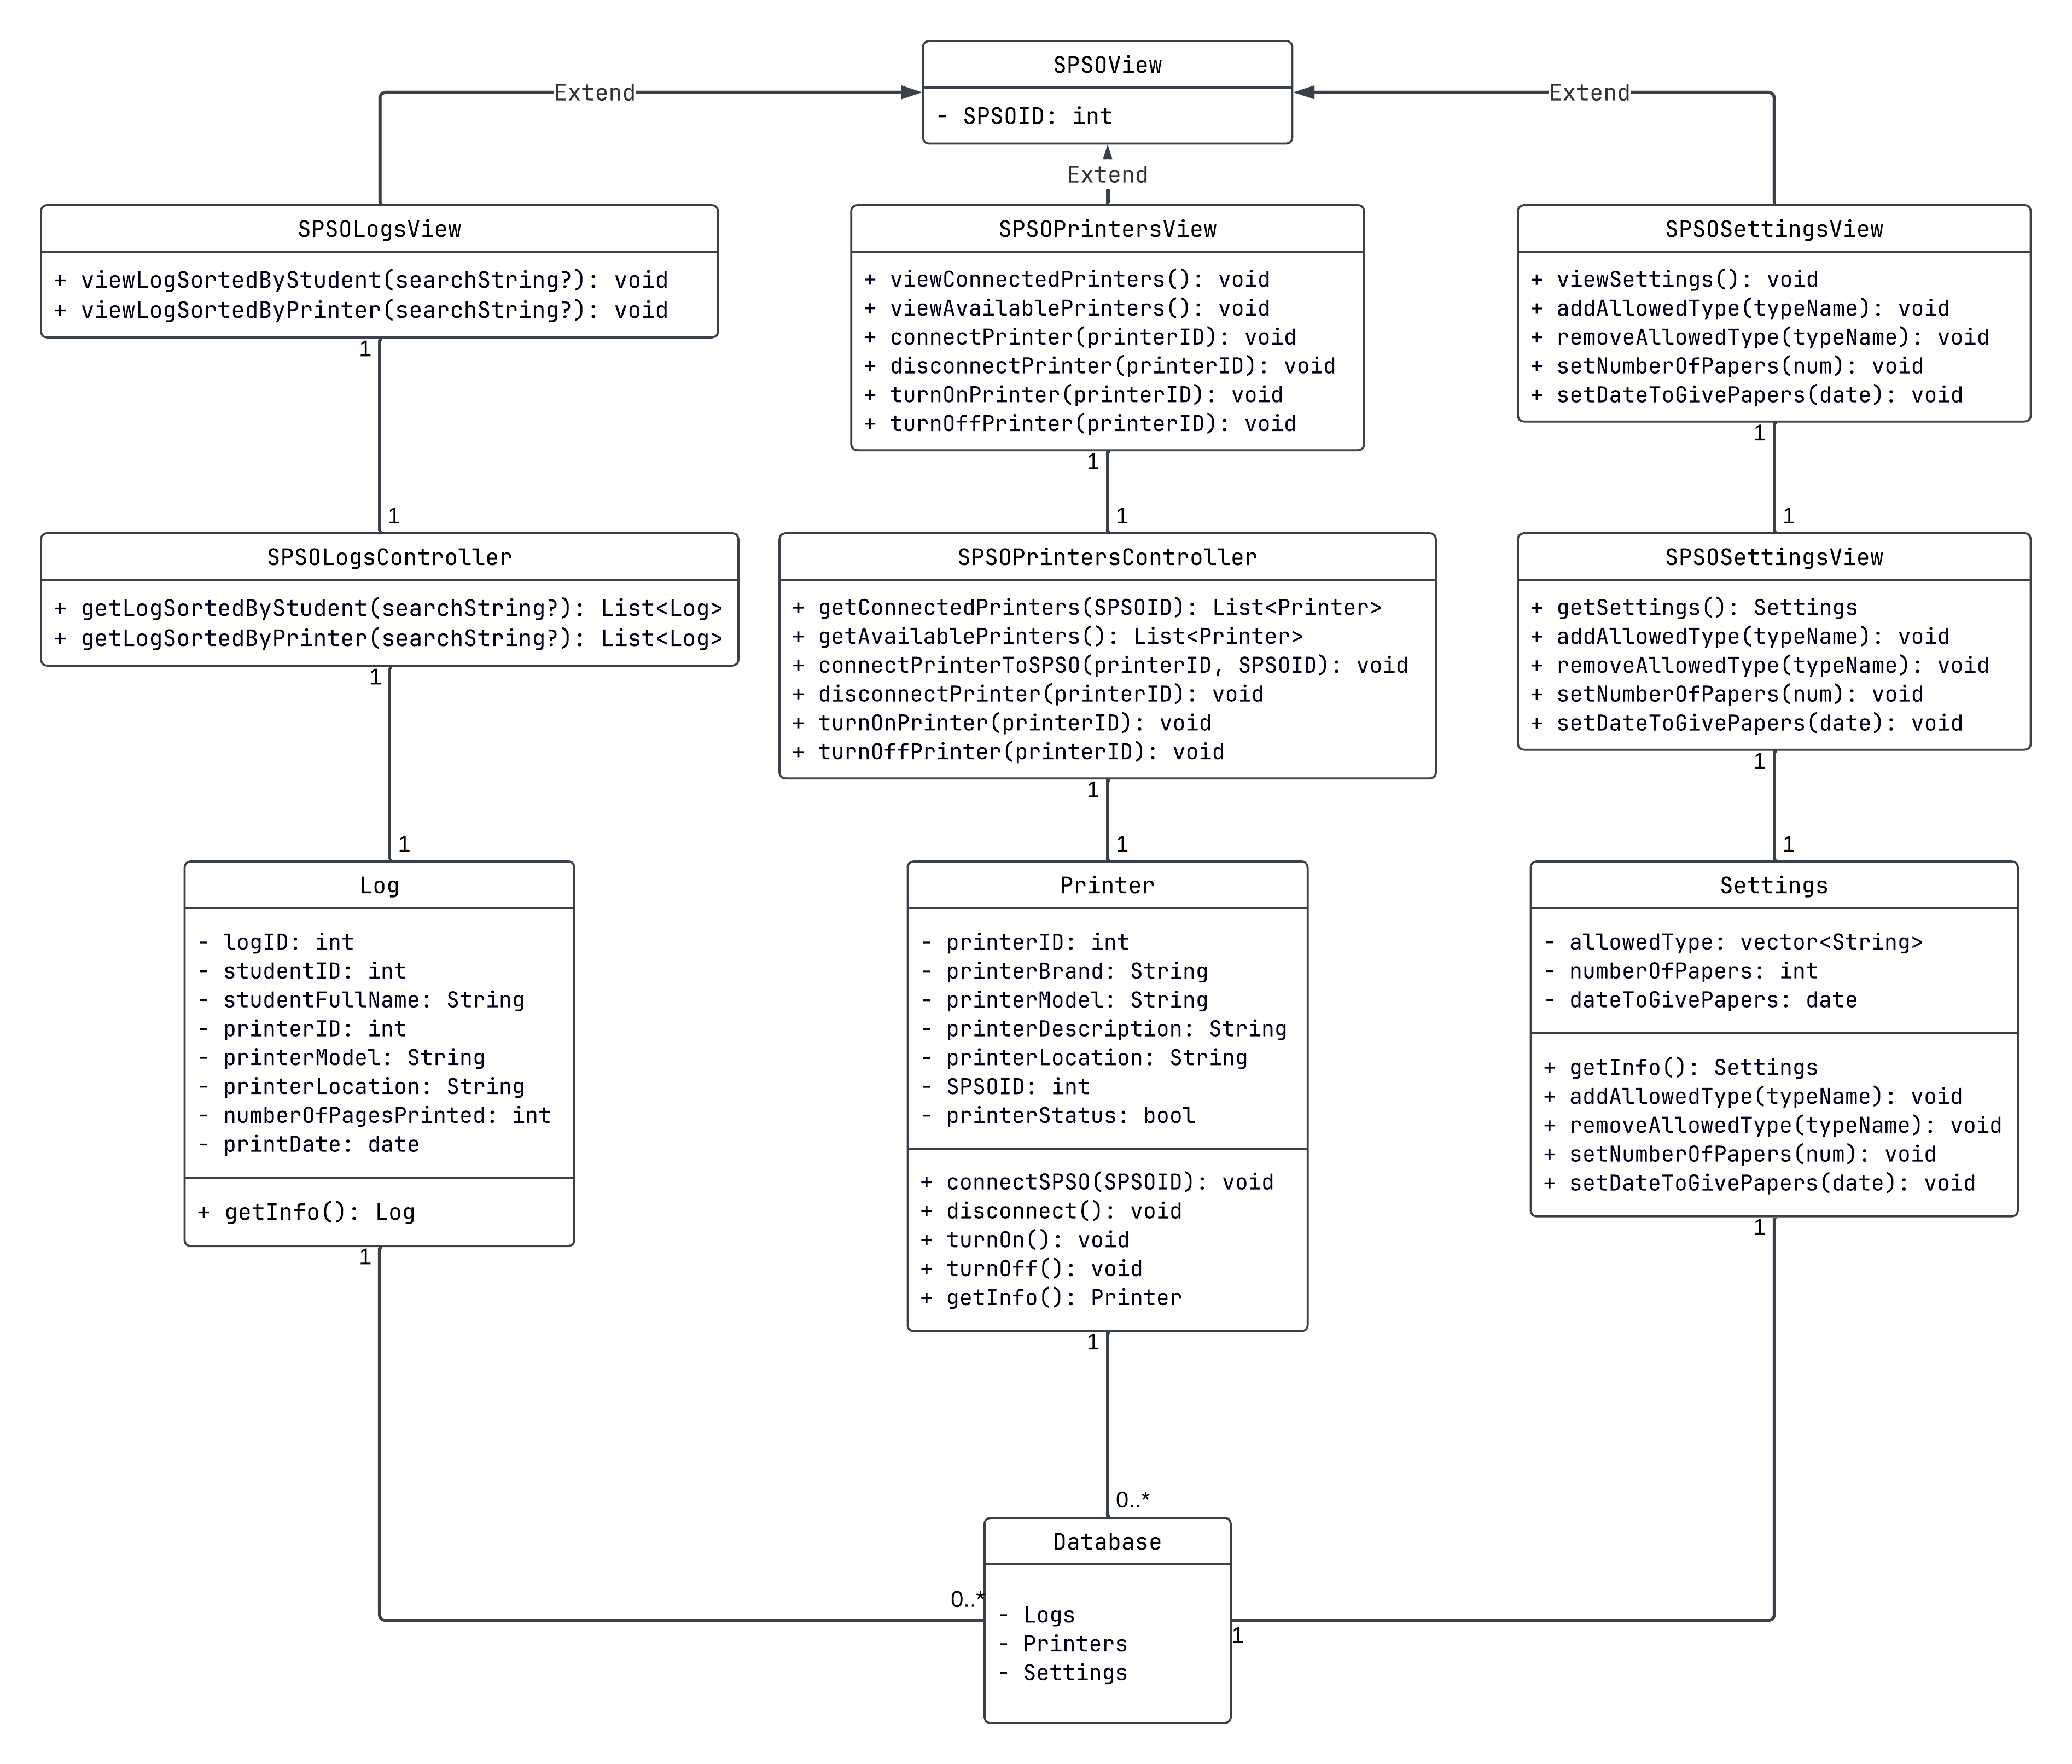 SPSOView
- SPSOID: int
Extend
Extend
Extend
SPSOLogsView
+ viewLogSortedByStudent(searchString?): void
+ viewLogSortedByPrinter(searchString?): void
1
1
SPSOPrintersView
+ viewConnectedPrinters(): void
+ viewAvailablePrinters(): void
+ connectPrinter(printerID): void
+ disconnectPrinter(printerID): void
+ turnOnPrinter(printerID): void
+ turnOffPrinter(printerID): void
1
1
SPSOSettingsView
+ viewSettings(): void
+ addAllowedType(typeName): void
+ removeAllowedType(typeName): void
+ setNumberOfPapers(num): void
+ setDateToGivePapers(date): void
1
1
SPSOLogsController
+ getLogSortedByStudent(searchString?): List<Log>
+ getLogSortedByPrinter(searchString?): List<Log>
1
1
SPSOPrintersController
+ getConnectedPrinters(SPSOID): List<Printer>
+ getAvailablePrinters(): List<Printer>
+ connectPrinterToSPSO(printerID, SPSOID): void
+ disconnectPrinter(printerID): void
+ turnOnPrinter(printerID): void
+ turnOffPrinter(printerID): void
1
1
SPSOSettingsView
+ getSettings(): Settings
+ addAllowedType(typeName): void
+ removeAllowedType(typeName): void
+ setNumberOfPapers(num): void
+ setDateToGivePapers(date): void
1
1
Log
- logID: int
- studentID: int
- studentFullName: String
- printerID: int
- printerModel: String
- printerLocation: String
- numberOfPagesPrinted: int
- printDate: date
+ getInfo(): Log
1
Printer
- printerID: int
- printerBrand: String
- printerModel: String
- printerDescription: String
- printerLocation: String
- SPSOID: int
- printerStatus: bool
+ connectSPSO(SPSOID): void
+ disconnect(): void
+ turnOn(): void
+ turnOff(): void
+ getInfo(): Printer
1
Settings
- allowedType: vector<String>
- numberOfPapers: int
- dateToGivePapers: date
+ getInfo(): Settings
+ addAllowedType(typeName): void
+ removeAllowedType(typeName): void
+ setNumberOfPapers(num): void
+ setDateToGivePapers(date): void
1
0..*
0..*
1
Database
- Logs
- Printers
- Settings